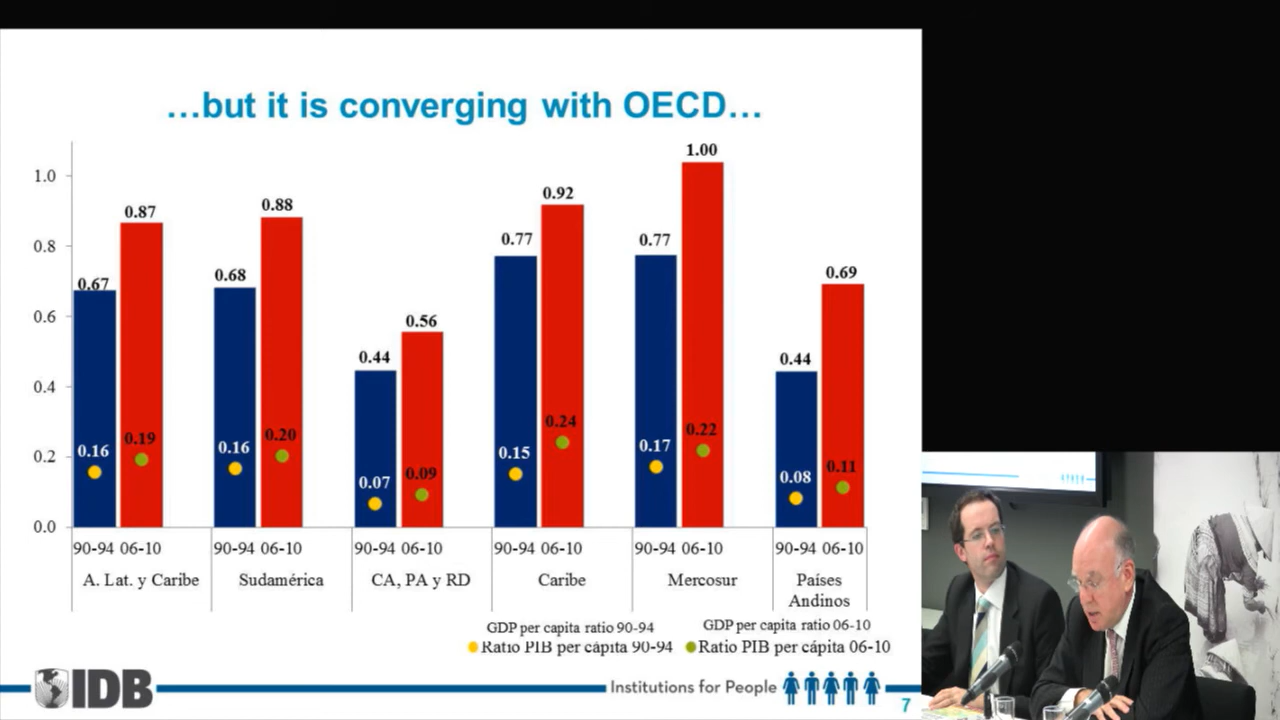 …but it is converging with OECD…
1.0
0.8
0.6
0.4
0.2
0.0
0.67
0.87
0.68
0.88
0.44
0.56
0.77
0.92
0.77
1.00
0.44
0.69
0.16
0.19
0.16
0.20
0.07
0.09
0.15
0.24
0.17
0.22
0.08
0.11
90-94 06-10
90-94 06-10
90-94 06-10
90-94 06-10
90-94 06-10
90-94 06-10
A. Lat. y Caribe
Sudamérica
CA, PA y RD
Caribe
Mercosur
Países
Andinos
GDP per capita ratio 90-94
GDP per capita ratio 06-10
Ratio PIB per cápita 90-94
Ratio PIB per cápita 06-10
IDB
Institutions for People
7